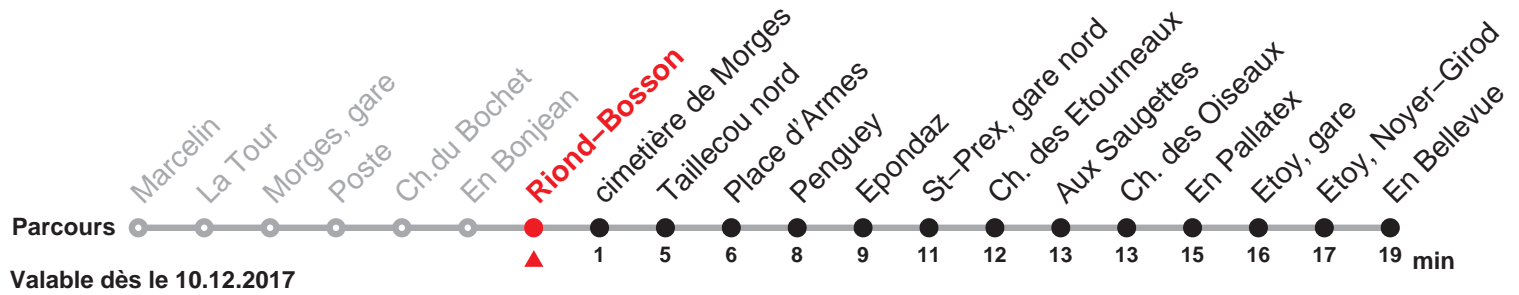 Marcelin
La Tour
Morges, gare
Poste
Ch.du Bochet
En Bonjean
Riond–Bosson
cimetière de Morges
Taillecou nord
Place d'Armes
Penguey
Epondaz
St–Prex, gare nord
Ch. des Etourneaux
Aux Saugettes
Ch. des Oiseaux
En Pallatex
Etoy, gare
Etoy, Noyer–Girod
En Bellevue
Parcours
1 5 6 8 9 11 12 13 13 15 16 17 19 min
Valable dès le 10.12.2017